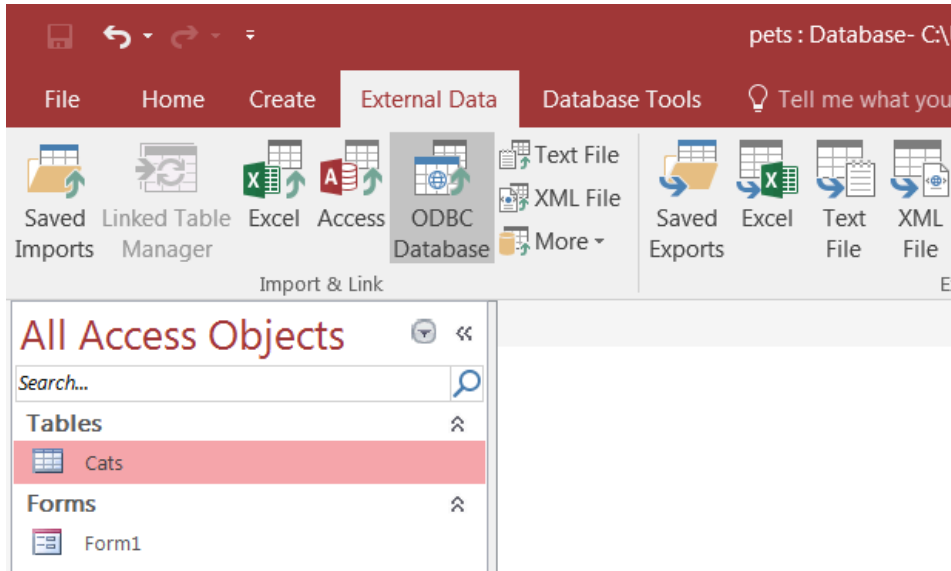 pets : Database- C:\
File Home Create External Data Database Tools Tell me what you
Saved Imports
Linked Table Manager
Excel
Access
ODBC Database
Text File
XML File
More
Saved Exports
Excel
Text File
XML File
Import & Link
E
All Access Objects
Search...
Tables
Cats
Forms
Form1